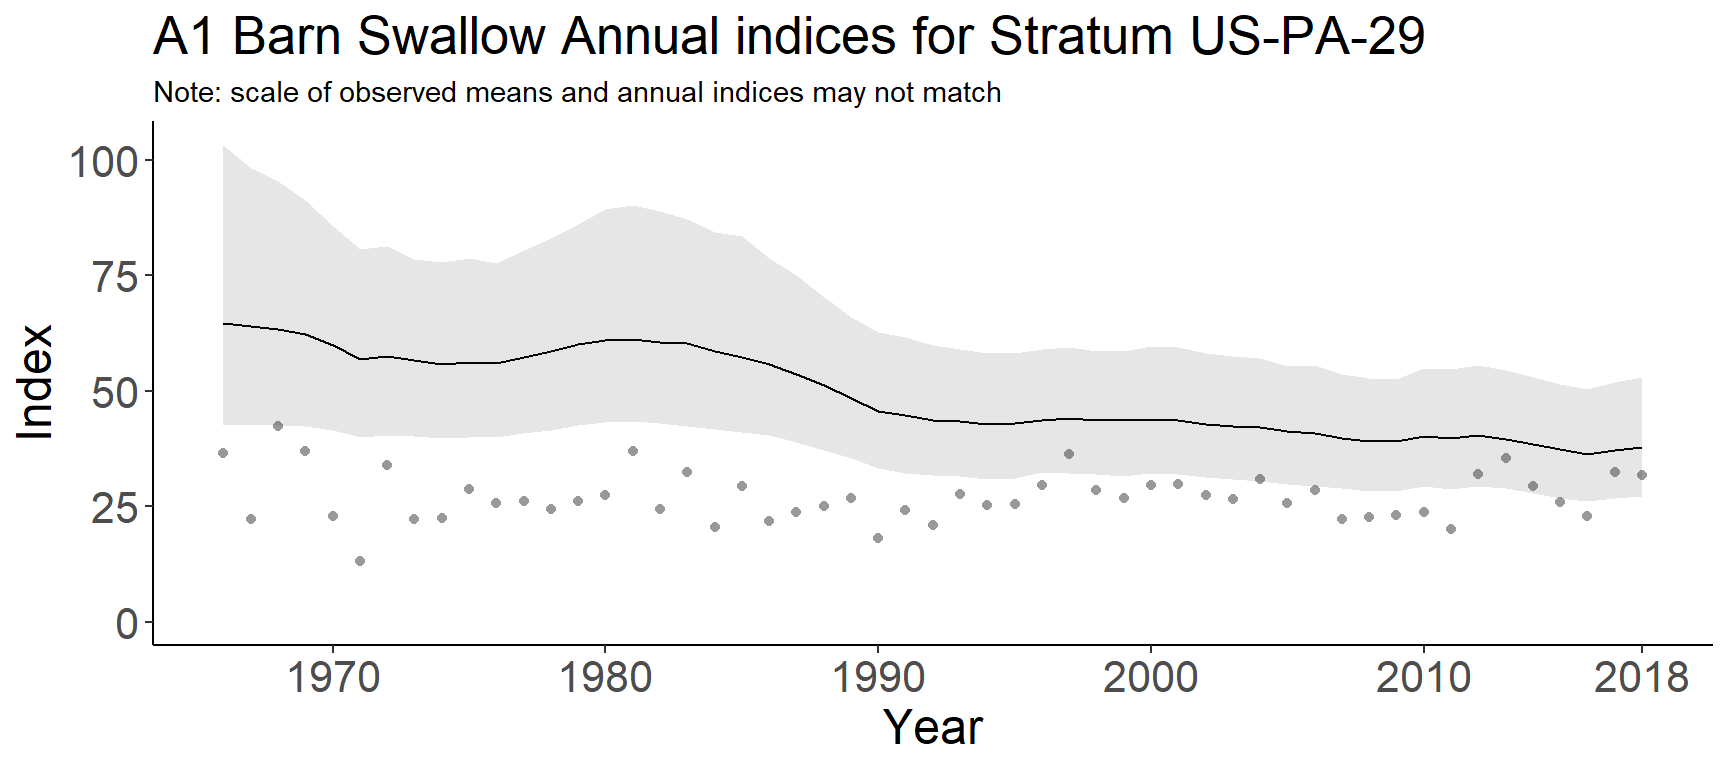 A1 Barn Swallow Annual indices for Stratum US-PA-29
Note: scale of observed means and annual indices may not match
100
75
50
25
0
Index
1970 1980 1990 2000 2010 2018
Year